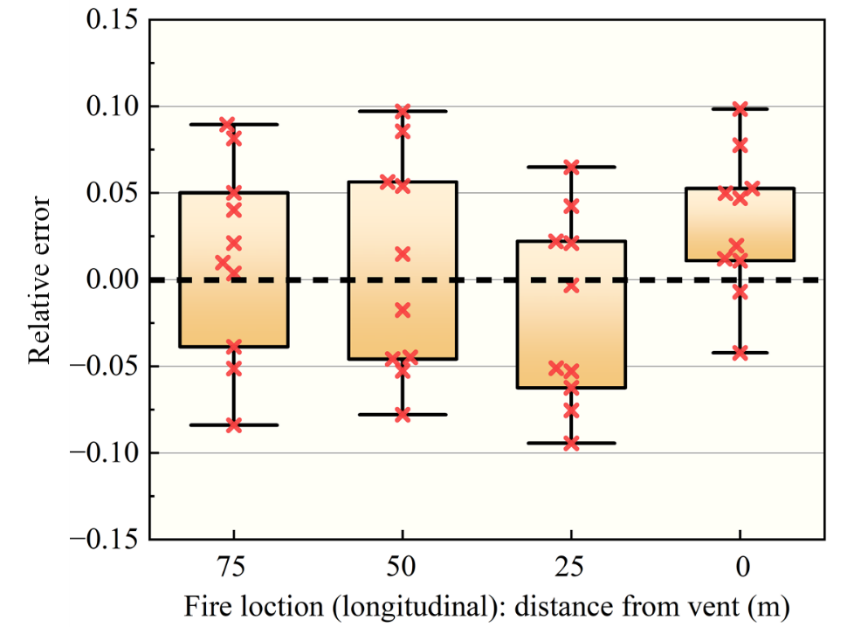 0.15
0.10
0.05
0.00
−0.05
−0.10
−0.15
Relative error
75 50 25 0
Fire loction (longitudinal): distance from vent (m)